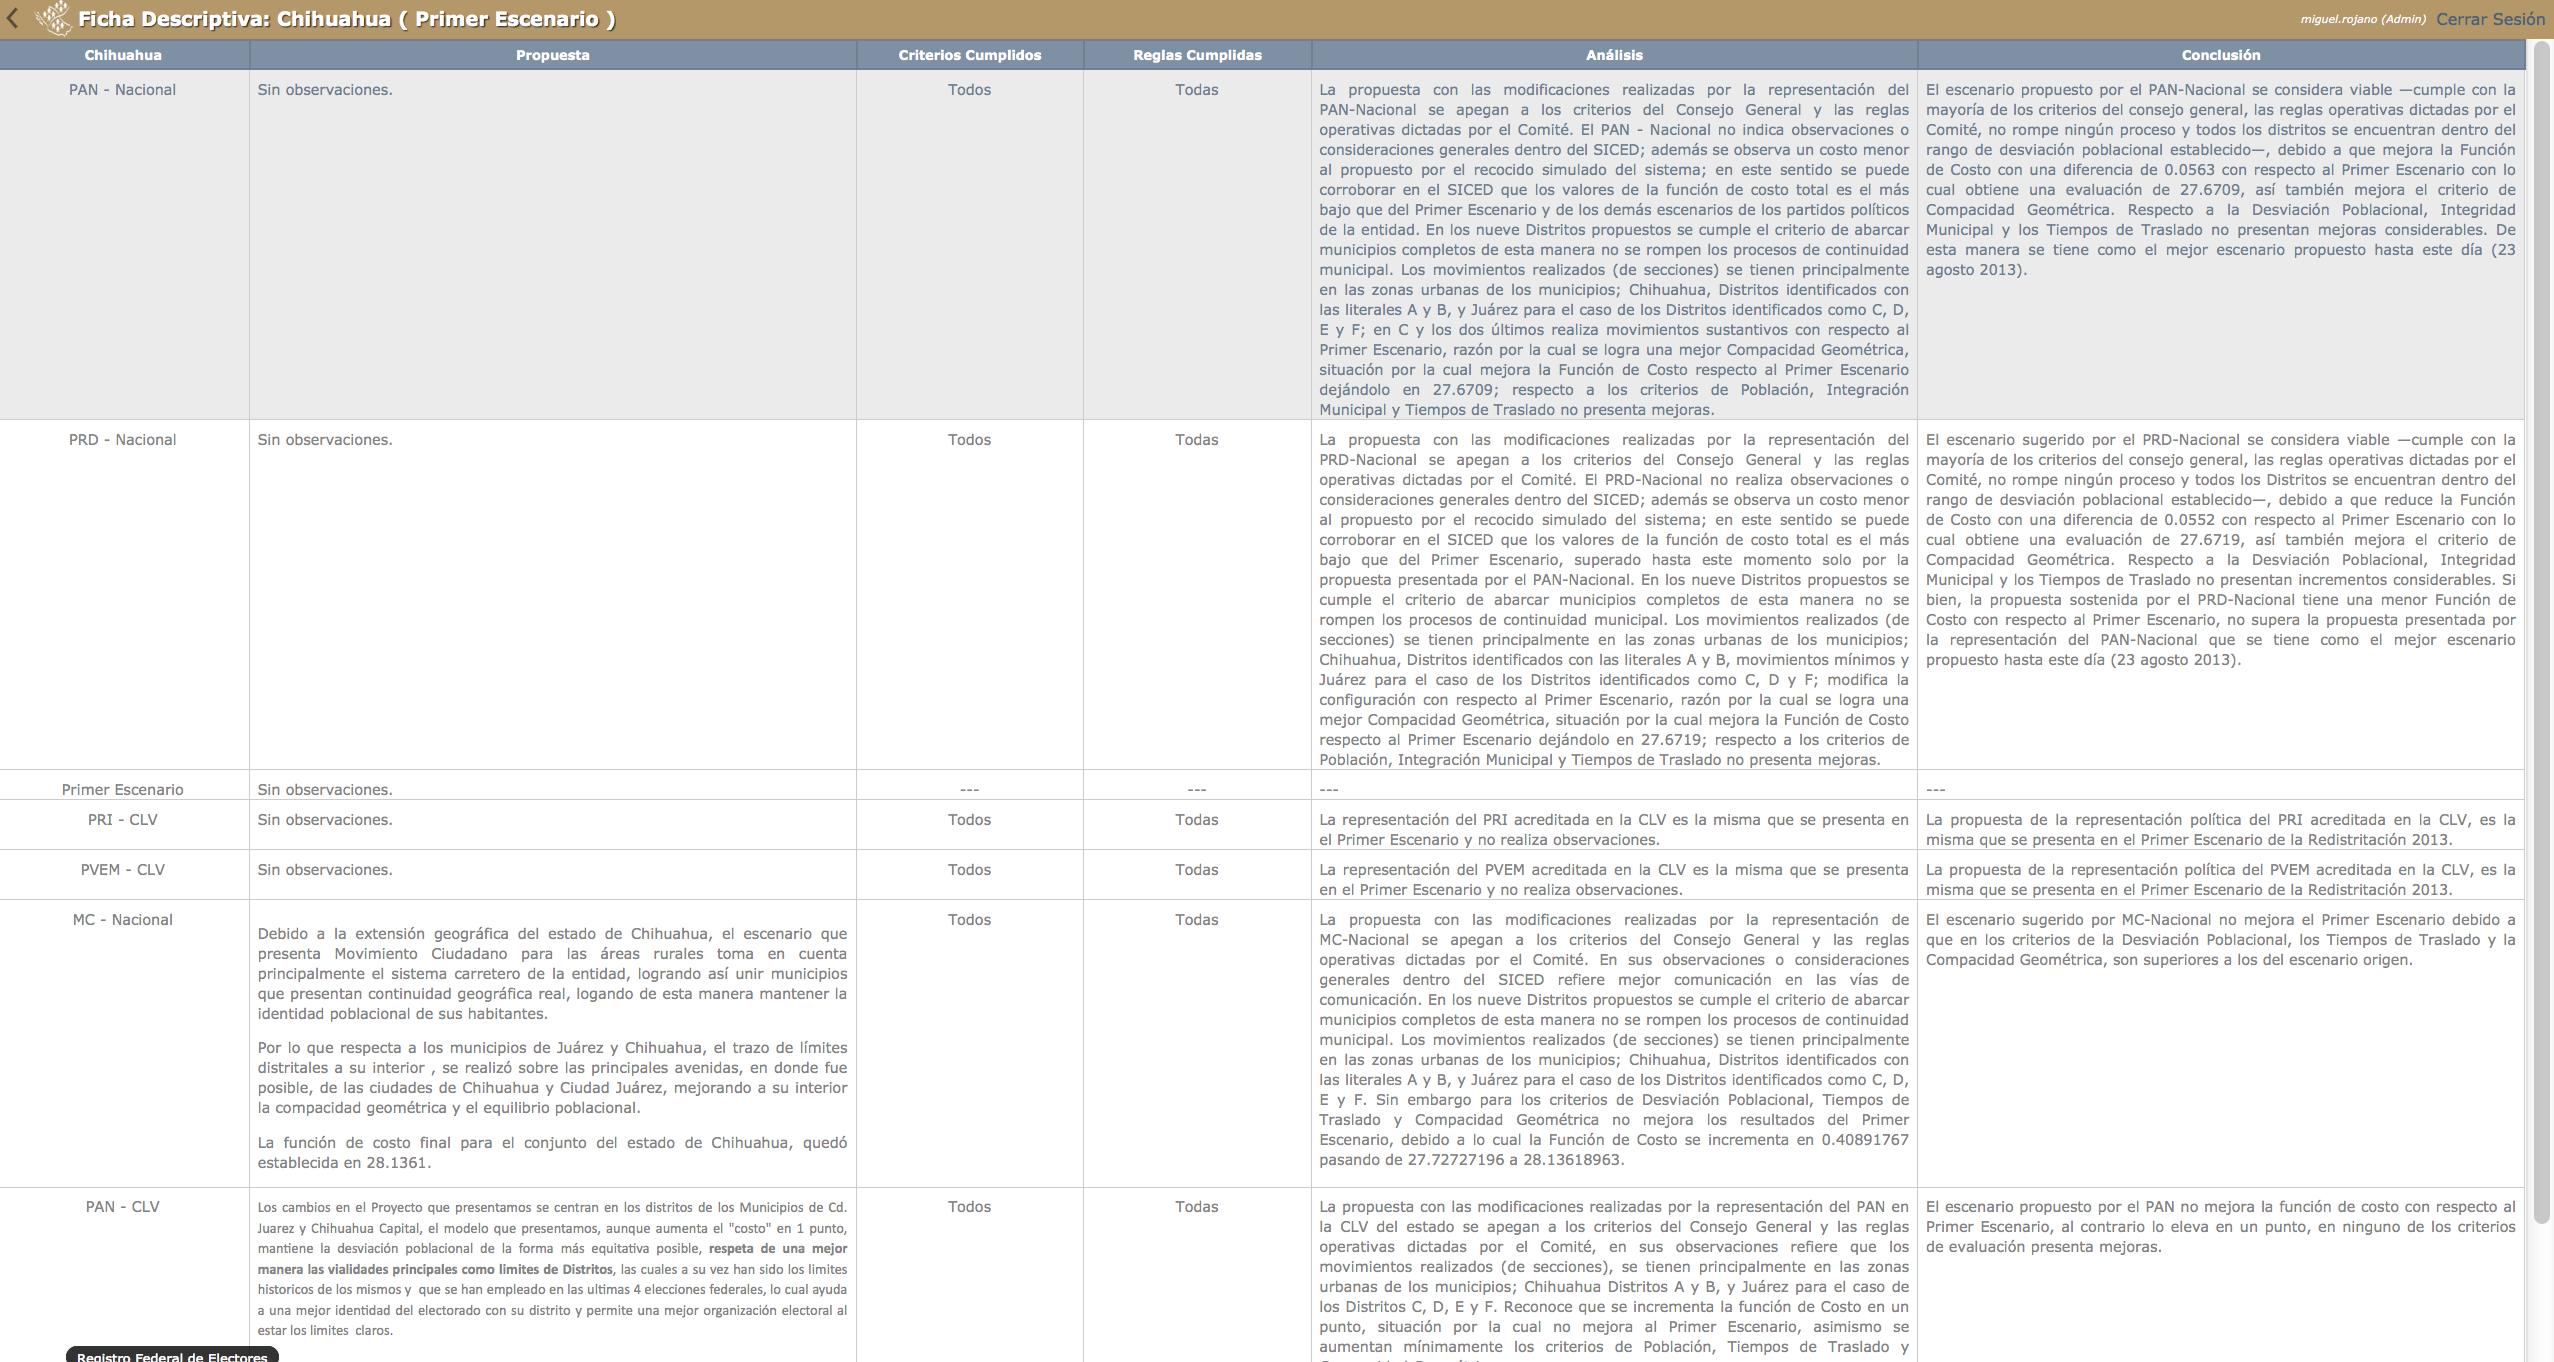 Ficha Descriptiva: Chihuahua ( Primer Escenario )
miguel.rojano (Admin) Cerrar Sesión
Chihuahua
Propuesta
Criterios Cumplidos
Reglas Cumplidas
Análisis
Conclusión
PAN - Nacional
Sin observaciones.
Todos
Todas
La propuesta con las modificaciones realizadas por la representación del
PAN-Nacional se apegan a los criterios del Consejo General y las reglas
operativas dictadas por el Comité. El PAN - Nacional no indica observaciones o
consideraciones generales dentro del SICED; además se observa un costo menor
al propuesto por el recocido simulado del sistema; en este sentido se puede
corroborar en el SICED que los valores de la función de costo total es el más
bajo que del Primer Escenario y de los demás escenarios de los partidos políticos
de la entidad. En los nueve Distritos propuestos se cumple el criterio de abarcar
municipios completos de esta manera no se rompen los procesos de continuidad
municipal. Los movimientos realizados (de secciones) se tienen principalmente
en las zonas urbanas de los municipios; Chihuahua, Distritos identificados con
las literales A y B, y Juárez para el caso de los Distritos identificados como C, D,
E y F; en C y los dos últimos realiza movimientos sustantivos con respecto al
Primer Escenario, razón por la cual se logra una mejor Compacidad Geométrica,
situación por la cual mejora la Función de Costo respecto al Primer Escenario
dejándolo en 27.6709; respecto a los criterios de Población, Integración
Municipal y Tiempos de Traslado no presenta mejoras.
El escenario propuesto por el PAN-Nacional se considera viable —cumple con la
mayoría de los criterios del consejo general, las reglas operativas dictadas por el
Comité, no rompe ningún proceso y todos los distritos se encuentran dentro del
rango de desviación poblacional establecido—, debido a que mejora la Función
de Costo con una diferencia de 0.0563 con respecto al Primer Escenario con lo
cual obtiene una evaluación de 27.6709, así también mejora el criterio de
Compacidad Geométrica. Respecto a la Desviación Poblacional, Integridad
Municipal y los Tiempos de Traslado no presentan mejoras considerables. De
esta manera se tiene como el mejor escenario propuesto hasta este día (23
agosto 2013).
PRD - Nacional
Sin observaciones.
Todos
Todas
La propuesta con las modificaciones realizadas por la representación del
PRD-Nacional se apegan a los criterios del Consejo General y las reglas
operativas dictadas por el Comité. El PRD-Nacional no realiza observaciones o
consideraciones generales dentro del SICED; además se observa un costo menor
al propuesto por el recocido simulado del sistema; en este sentido se puede
corroborar en el SICED que los valores de la función de costo total es el más
bajo que del Primer Escenario, superado hasta este momento solo por la
propuesta presentada por el PAN-Nacional. En los nueve Distritos propuestos se
cumple el criterio de abarcar municipios completos de esta manera no se
rompen los procesos de continuidad municipal. Los movimientos realizados (de
secciones) se tienen principalmente en las zonas urbanas de los municipios;
Chihuahua, Distritos identificados con las literales A y B, movimientos mínimos y
Juárez para el caso de los Distritos identificados como C, D y F; modifica la
configuración con respecto al Primer Escenario, razón por la cual se logra una
mejor Compacidad Geométrica, situación por la cual mejora la Función de Costo
respecto al Primer Escenario dejándolo en 27.6719; respecto a los criterios de
Población, Integración Municipal y Tiempos de Traslado no presenta mejoras.
El escenario sugerido por el PRD-Nacional se considera viable —cumple con la
mayoría de los criterios del consejo general, las reglas operativas dictadas por el
Comité, no rompe ningún proceso y todos los Distritos se encuentran dentro del
rango de desviación poblacional establecido—, debido a que reduce la Función
de Costo con una diferencia de 0.0552 con respecto al Primer Escenario con lo
cual obtiene una evaluación de 27.6719, así también mejora el criterio de
Compacidad Geométrica. Respecto a la Desviación Poblacional, Integridad
Municipal y los Tiempos de Traslado no presentan incrementos considerables. Si
bien, la propuesta sostenida por el PRD-Nacional tiene una menor Función de
Costo con respecto al Primer Escenario, no supera la propuesta presentada por
la representación del PAN-Nacional que se tiene como el mejor escenario
propuesto hasta este día (23 agosto 2013).
Primer Escenario
Sin observaciones.
---
---
---
---
PRI - CLV
Sin observaciones.
Todos
Todas
La representación del PRI acreditada en la CLV es la misma que se presenta en
el Primer Escenario y no realiza observaciones.
La propuesta de la representación política del PRI acreditada en la CLV, es la
misma que se presenta en el Primer Escenario de la Redistritación 2013.
PVEM - CLV
Sin observaciones.
Todos
Todas
La representación del PVEM acreditada en la CLV es la misma que se presenta
en el Primer Escenario y no realiza observaciones.
La propuesta de la representación política del PVEM acreditada en la CLV, es la
misma que se presenta en el Primer Escenario de la Redistritación 2013.
MC - Nacional
Debido a la extensión geográfica del estado de Chihuahua, el escenario que
presenta Movimiento Ciudadano para las áreas rurales toma en cuenta
principalmente el sistema carretero de la entidad, logrando así unir municipios
que presentan continuidad geográfica real, logando de esta manera mantener la
identidad poblacional de sus habitantes.
Por lo que respecta a los municipios de Juárez y Chihuahua, el trazo de límites
distritales a su interior , se realizó sobre las principales avenidas, en donde fue
posible, de las ciudades de Chihuahua y Ciudad Juárez, mejorando a su interior
la compacidad geométrica y el equilibrio poblacional.
La función de costo final para el conjunto del estado de Chihuahua, quedó
establecida en 28.1361.
Todos
Todas
La propuesta con las modificaciones realizadas por la representación de
MC-Nacional se apegan a los criterios del Consejo General y las reglas
operativas dictadas por el Comité. En sus observaciones o consideraciones
generales dentro del SICED refiere mejor comunicación en las vías de
comunicación. En los nueve Distritos propuestos se cumple el criterio de abarcar
municipios completos de esta manera no se rompen los procesos de continuidad
municipal. Los movimientos realizados (de secciones) se tienen principalmente
en las zonas urbanas de los municipios; Chihuahua, Distritos identificados con
las literales A y B, y Juárez para el caso de los Distritos identificados como C, D,
E y F. Sin embargo para los criterios de Desviación Poblacional, Tiempos de
Traslado y Compacidad Geométrica no mejora los resultados del Primer
Escenario, debido a lo cual la Función de Costo se incrementa en 0.40891767
pasando de 27.72727196 a 28.13618963.
El escenario sugerido por MC-Nacional no mejora el Primer Escenario debido a
que en los criterios de la Desviación Poblacional, los Tiempos de Traslado y la
Compacidad Geométrica, son superiores a los del escenario origen.
PAN - CLV
Los cambios en el Proyecto que presentamos se centran en los distritos de los Municipios de Cd.
Juarez y Chihuahua Capital, el modelo que presentamos, aunque aumenta el "costo" en 1 punto,
mantiene la desviación poblacional de la forma más equitativa posible, respeta de una mejor
manera las vialidades principales como limites de Distritos, las cuales a su vez han sido los limites
historicos de los mismos y que se han empleado en las ultimas 4 elecciones federales, lo cual ayuda
a una mejor identidad del electorado con su distrito y permite una mejor organización electoral al
estar los limites claros.
Todos
Todas
La propuesta con las modificaciones realizadas por la representación del PAN en
la CLV del estado se apegan a los criterios del Consejo General y las reglas
operativas dictadas por el Comité, en sus observaciones refiere que los
movimientos realizados (de secciones), se tienen principalmente en las zonas
urbanas de los municipios; Chihuahua Distritos A y B, y Juárez para el caso de
los Distritos C, D, E y F. Reconoce que se incrementa la función de Costo en un
punto, situación por la cual no mejora al Primer Escenario, asimismo se
aumentan mínimamente los criterios de Población, Tiempos de Traslado y
El escenario propuesto por el PAN no mejora la función de costo con respecto al
Primer Escenario, al contrario lo eleva en un punto, en ninguno de los criterios
de evaluación presenta mejoras.
Registro Federal de Electores